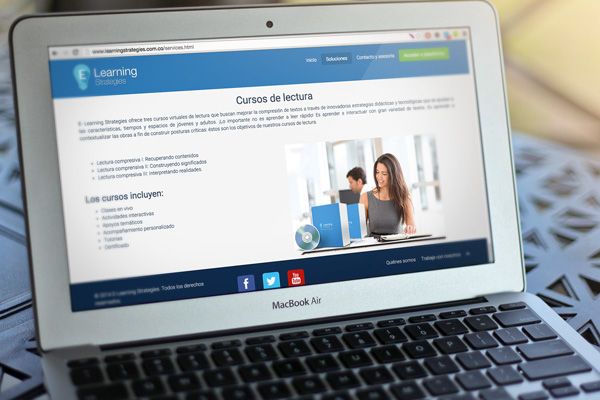 www.learningstrategies.com.co/services.html
E Learning
Strategies
Inicio Soluciones Contacto y asesoría
Cursos de lectura
E- Learning Strategies ofrece tres cursos virtuales de lectura que buscan mejorar la compresión de textos a través de innovadoras estrategias didácticas y tecnológicas que se ajustan a
las características, tiempos y espacios de jóvenes y adultos. ¡Lo importante no es aprender a leer rápido! Es aprender a interactuar con gran variedad de textos. Es aprender a
contextualizar las obras a fin de construir posturas críticas: éstos son los objetivos de nuestros cursos de lectura.
Lectura compresiva I: Recuperando contenidos
Lectura comprensiva II: Construyendo significados
Lectura compresiva III: interpretando realidades.
Los cursos incluyen:
Clases en vivo
Actividades interactivas
Apoyos temáticos
Acompañamiento personalizado
Tutorías
Certificado
Quiénes somos Trabaja con nosotros
© 2014 E-Learning Strategies. Todos los derechos
reservados.
You
Tube
MacBook Air